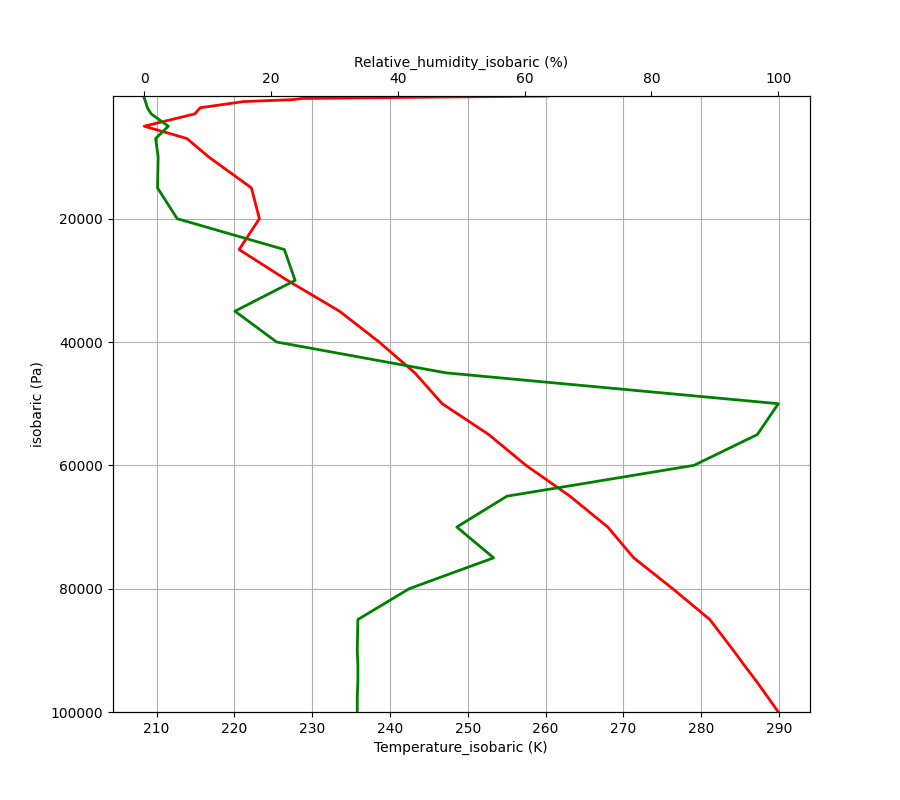 Relative_humidity_isobaric (%)
0 20 40 60 80 100
isobaric (Pa)
20000
40000
60000
80000
100000
210 220 230 240 250 260 270 280 290
Temperature_isobaric (K)